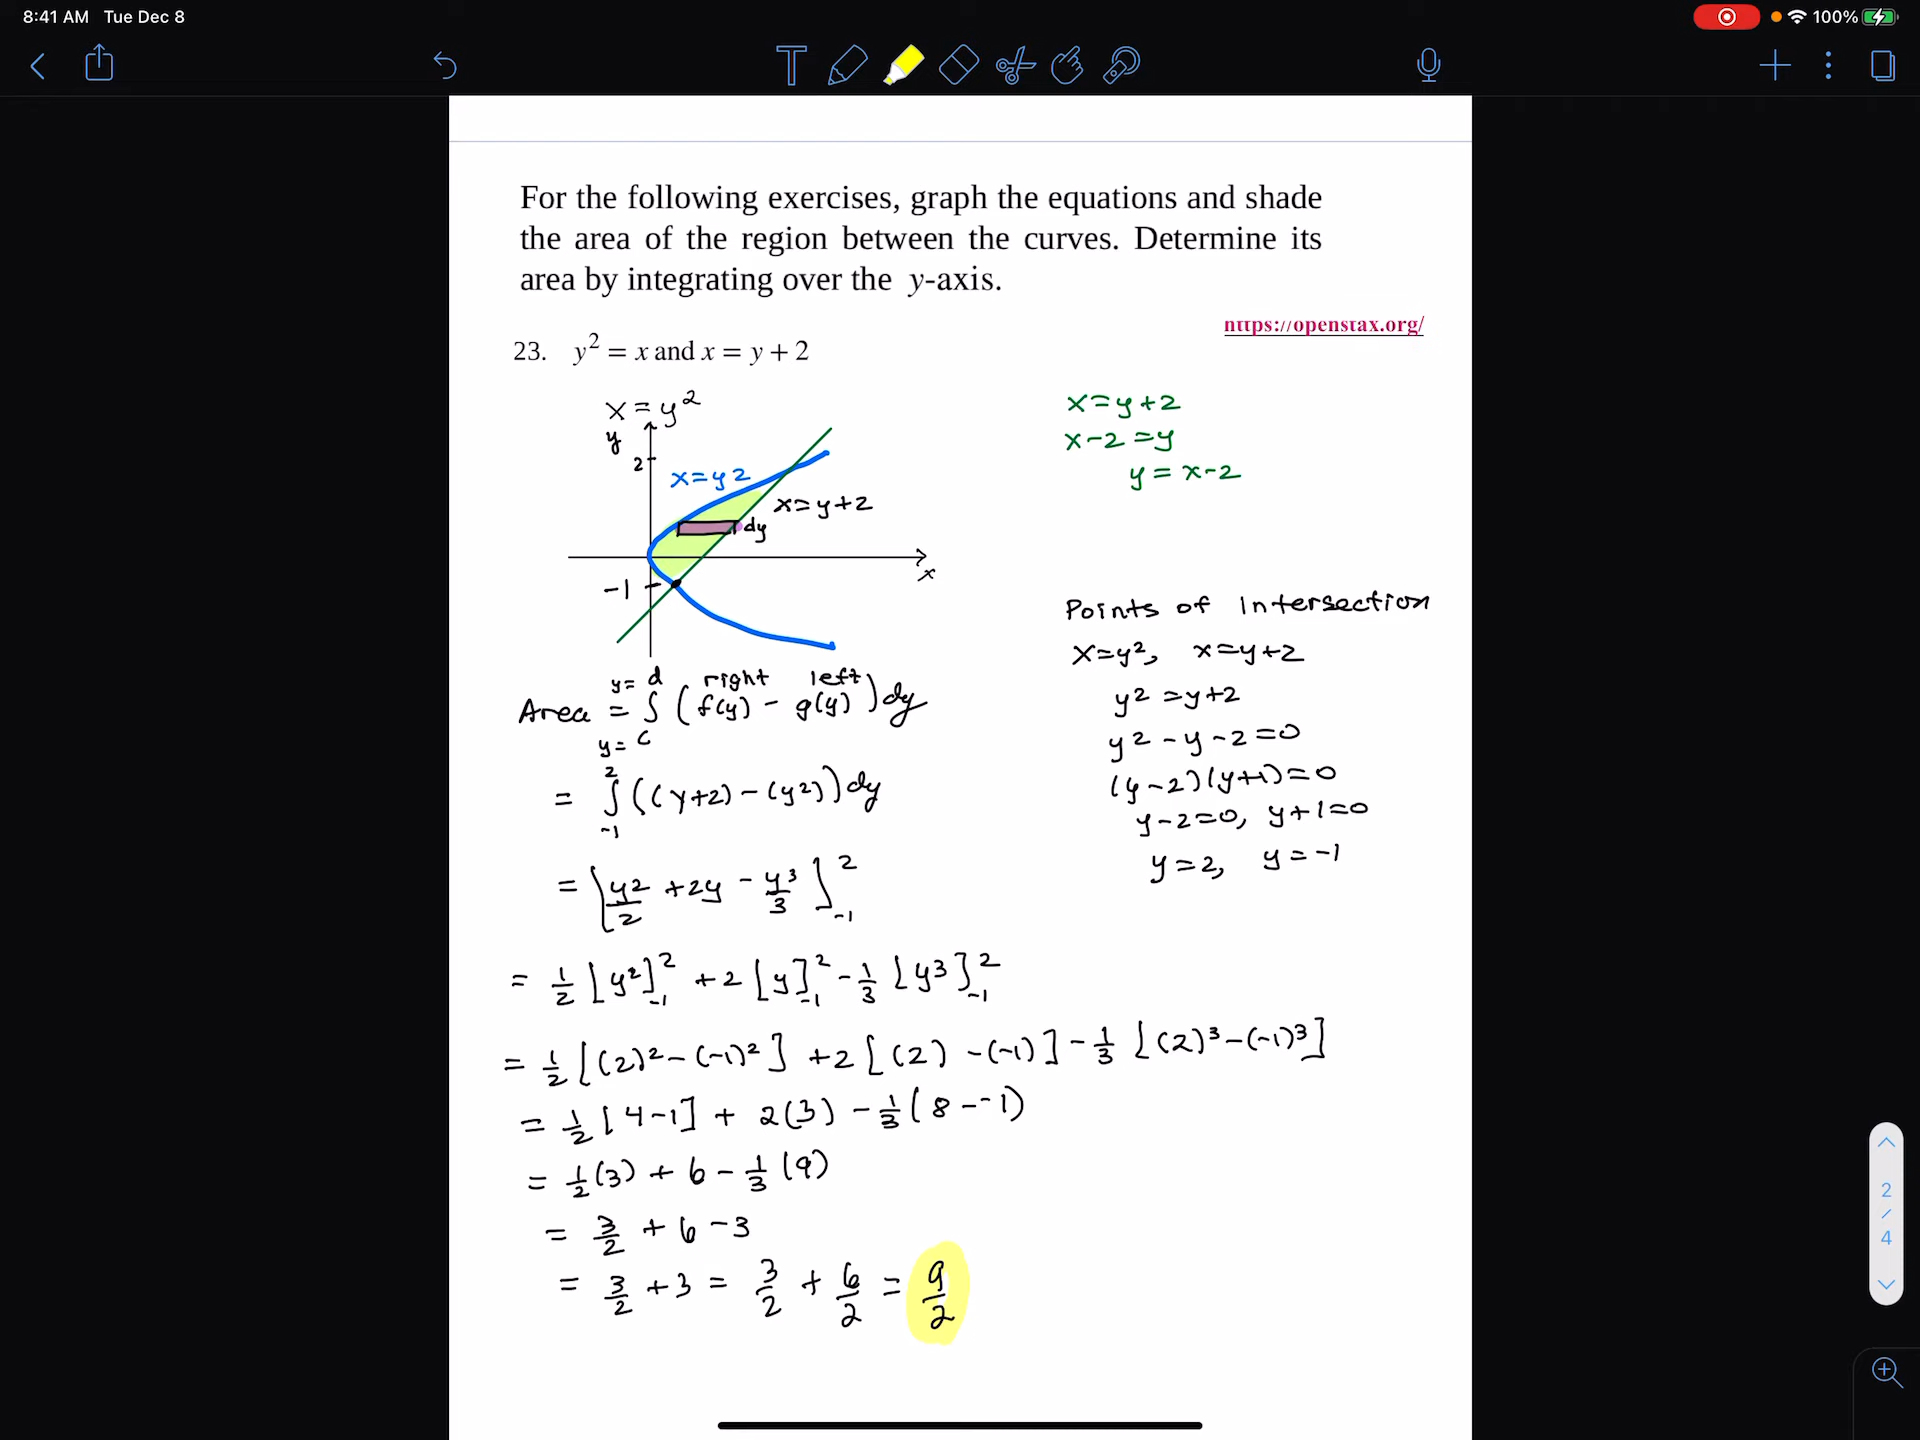 8:41 AM Tue Dec 8
100%
For the following exercises, graph the equations and shade
the area of the region between the curves. Determine its
area by integrating over the y-axis.
https://openstax.org/
23. y² = x and x = y + 2
x = y²
y
2
x = y2
x = y+2
dy
x
-1
x = y+2
x-2 = y
y = x-2
Points of Intersection
x=y², x=y+2
y² = y+2
y² - y - 2 = 0
(y-2)(y+1)=0
y-2=0, y+1=0
y=2, y=-1
y= d right left
Area = ∫ (f(y) - g(y)) dy
y= c
= ∫₋₁² ((y+2) - (y²)) dy
= [y²/2 + 2y - y³/3]₋₁²
= 1/2 [y²]₋₁² + 2 [y]₋₁² - 1/3 [y³]₋₁²
= 1/2 [(2)² - (-1)²] + 2 [(2) - (-1)] - 1/3 [(2)³ - (-1)³]
= 1/2 [4-1] + 2(3) - 1/3 (8 - -1)
= 1/2 (3) + 6 - 1/3 (9)
= 3/2 + 6 - 3
= 3/2 + 3 = 3/2 + 6/2 = 9/2
2
/
4